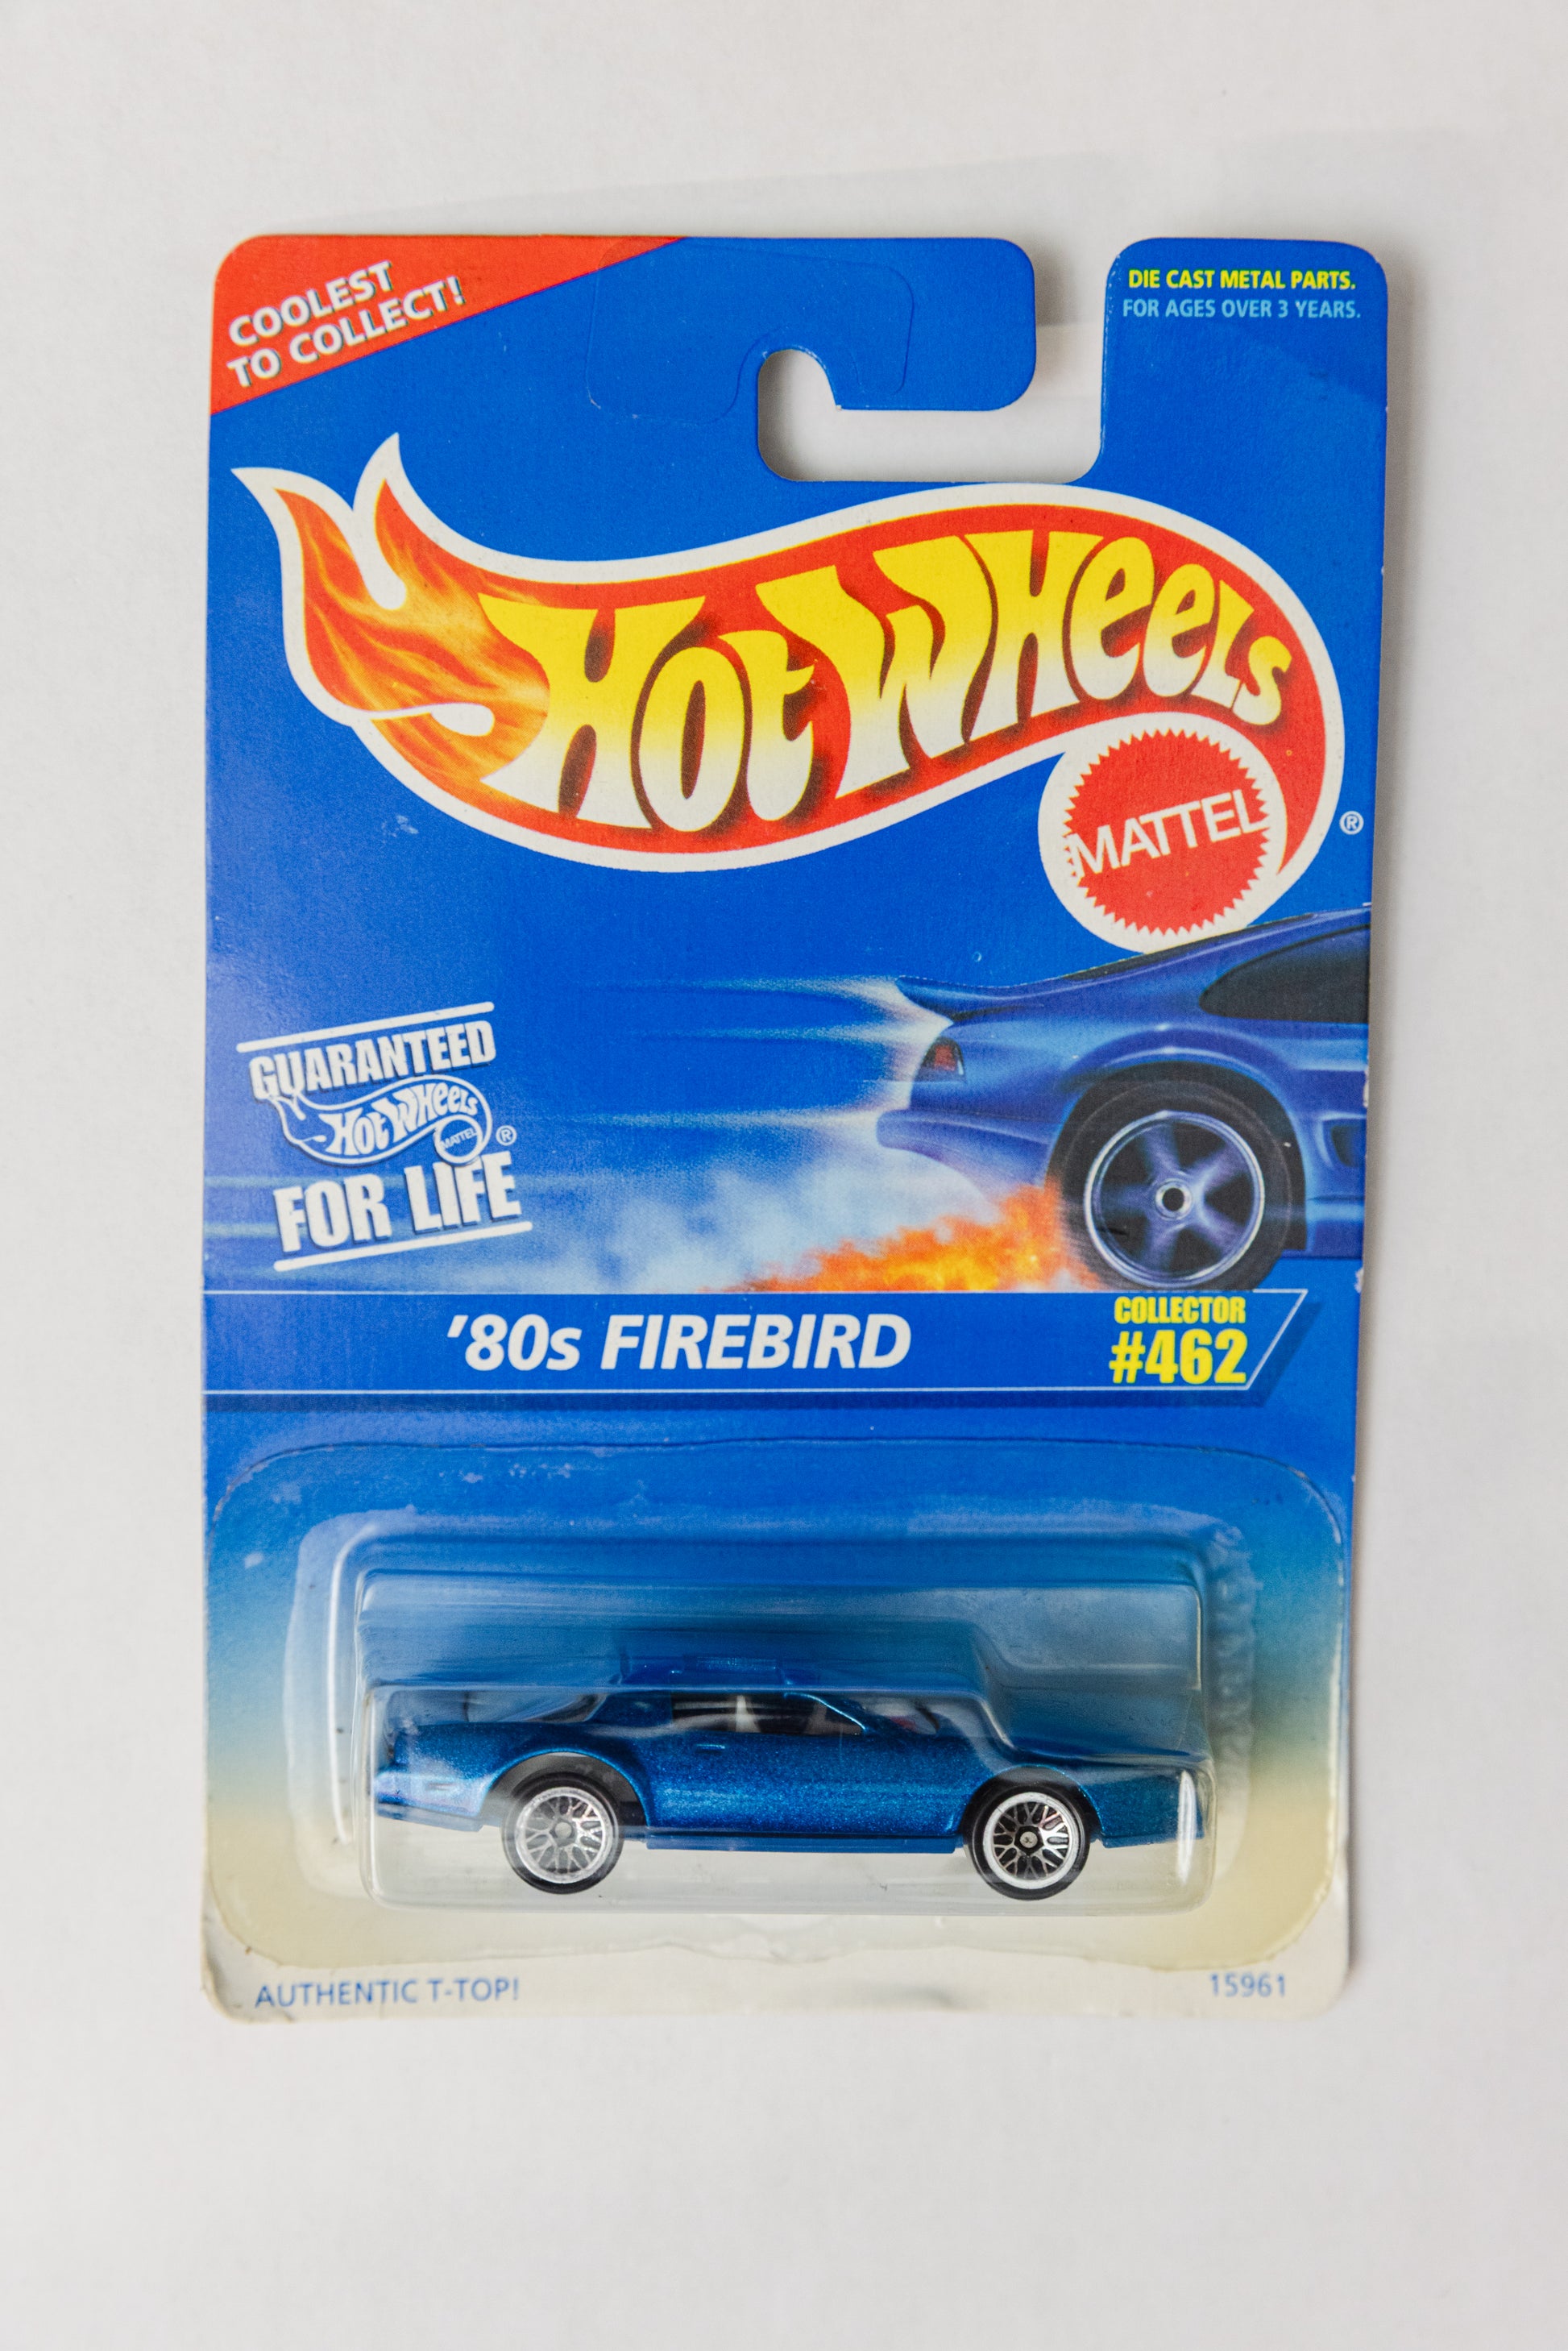 COOLEST
TO COLLECT!
DIE CAST METAL PARTS.
FOR AGES OVER 3 YEARS.
HOT WHEELS
MATTEL
®
GUARANTEED
HOT WHEELS
MATTEL
®
FOR LIFE
'80s FIREBIRD
COLLECTOR
#462
AUTHENTIC T-TOP!
15961